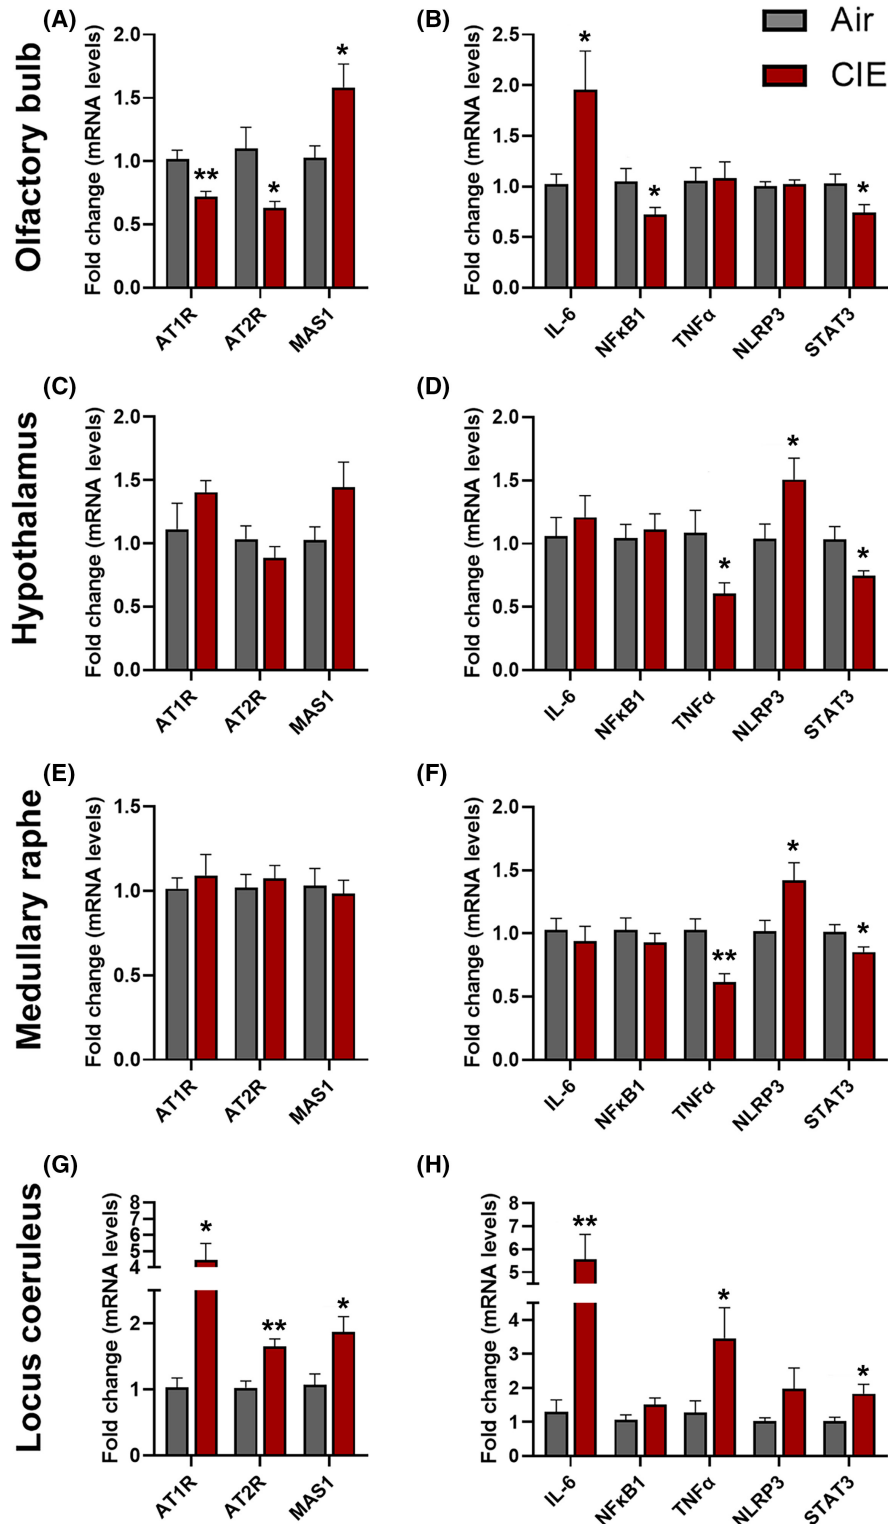 (A)
(B)
Air
CIE
Olfactory bulb
Fold change (mRNA levels)
2.0
1.5
1.0
0.5
0.0
**
*
*
AT1R
AT2R
MAS1
Fold change (mRNA levels)
2.5
2.0
1.5
1.0
0.5
0.0
*
*
*
IL-6
NFκB1
TNFα
NLRP3
STAT3
(C)
(D)
Hypothalamus
Fold change (mRNA levels)
2.0
1.5
1.0
0.5
0.0
AT1R
AT2R
MAS1
Fold change (mRNA levels)
2.0
1.5
1.0
0.5
0.0
*
*
*
IL-6
NFκB1
TNFα
NLRP3
STAT3
(E)
(F)
Medullary raphe
Fold change (mRNA levels)
1.5
1.0
0.5
0.0
AT1R
AT2R
MAS1
Fold change (mRNA levels)
2.0
1.5
1.0
0.5
0.0
**
*
*
IL-6
NFκB1
TNFα
NLRP3
STAT3
(G)
(H)
Locus coeruleus
Fold change (mRNA levels)
8
7
6
5
4
2
1
0
*
**
*
AT1R
AT2R
MAS1
Fold change (mRNA levels)
8
7
6
5
4
3
2
1
0
**
*
*
IL-6
NFκB1
TNFα
NLRP3
STAT3